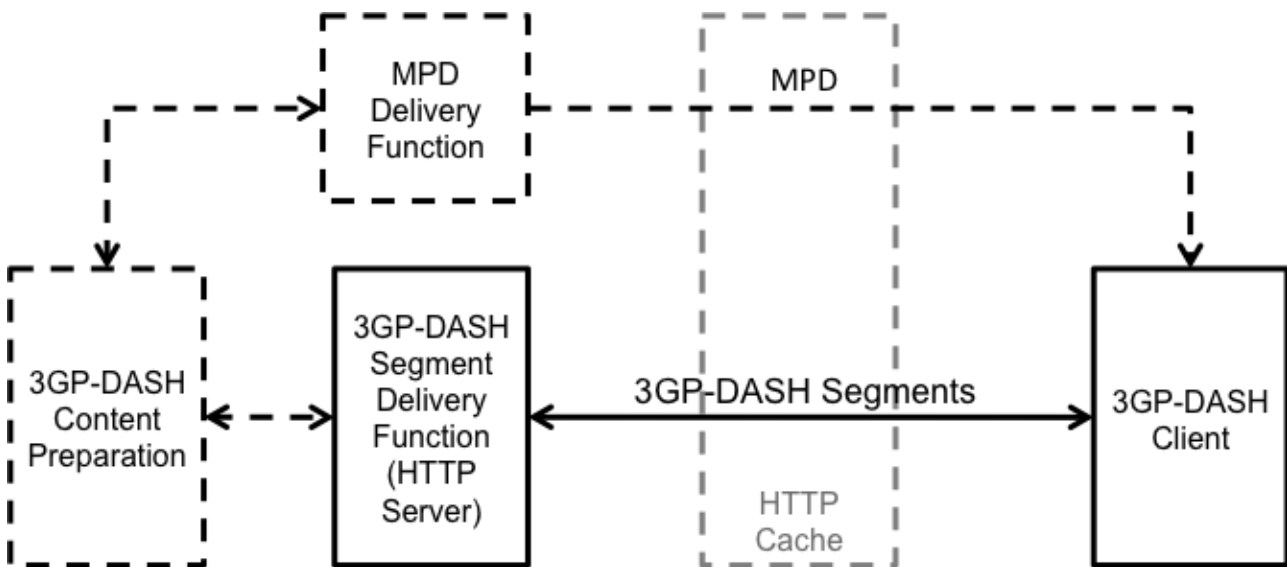 MPD
Delivery
Function
MPD
3GP-DASH
Content
Preparation
3GP-DASH
Segment
Delivery
Function
(HTTP
Server)
3GP-DASH Segments
HTTP
Cache
3GP-DASH
Client